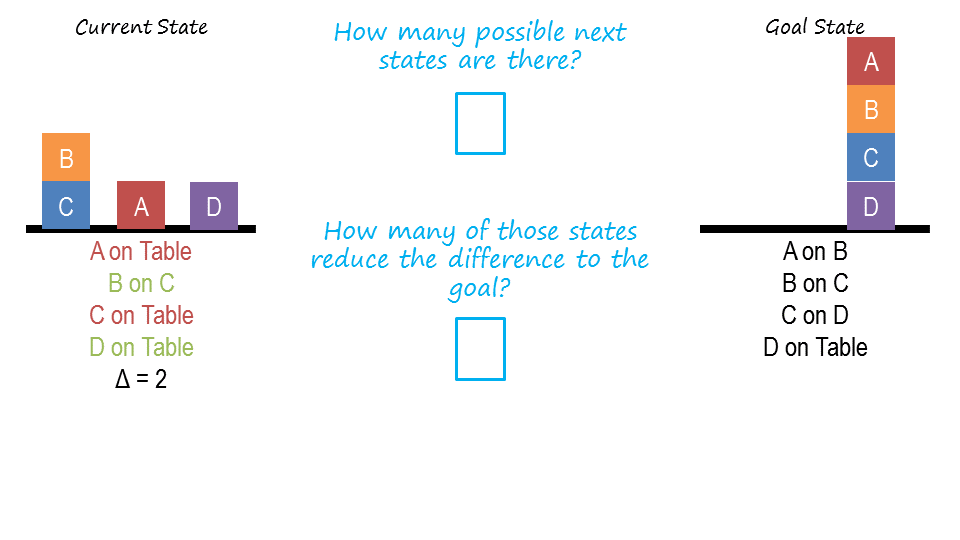 Current State
How many possible next
states are there?
Goal State
A
B
C
D
B
C
A
D
A on Table
B on C
C on Table
D on Table
Δ = 2
How many of those states
reduce the difference to the
goal?
A on B
B on C
C on D
D on Table